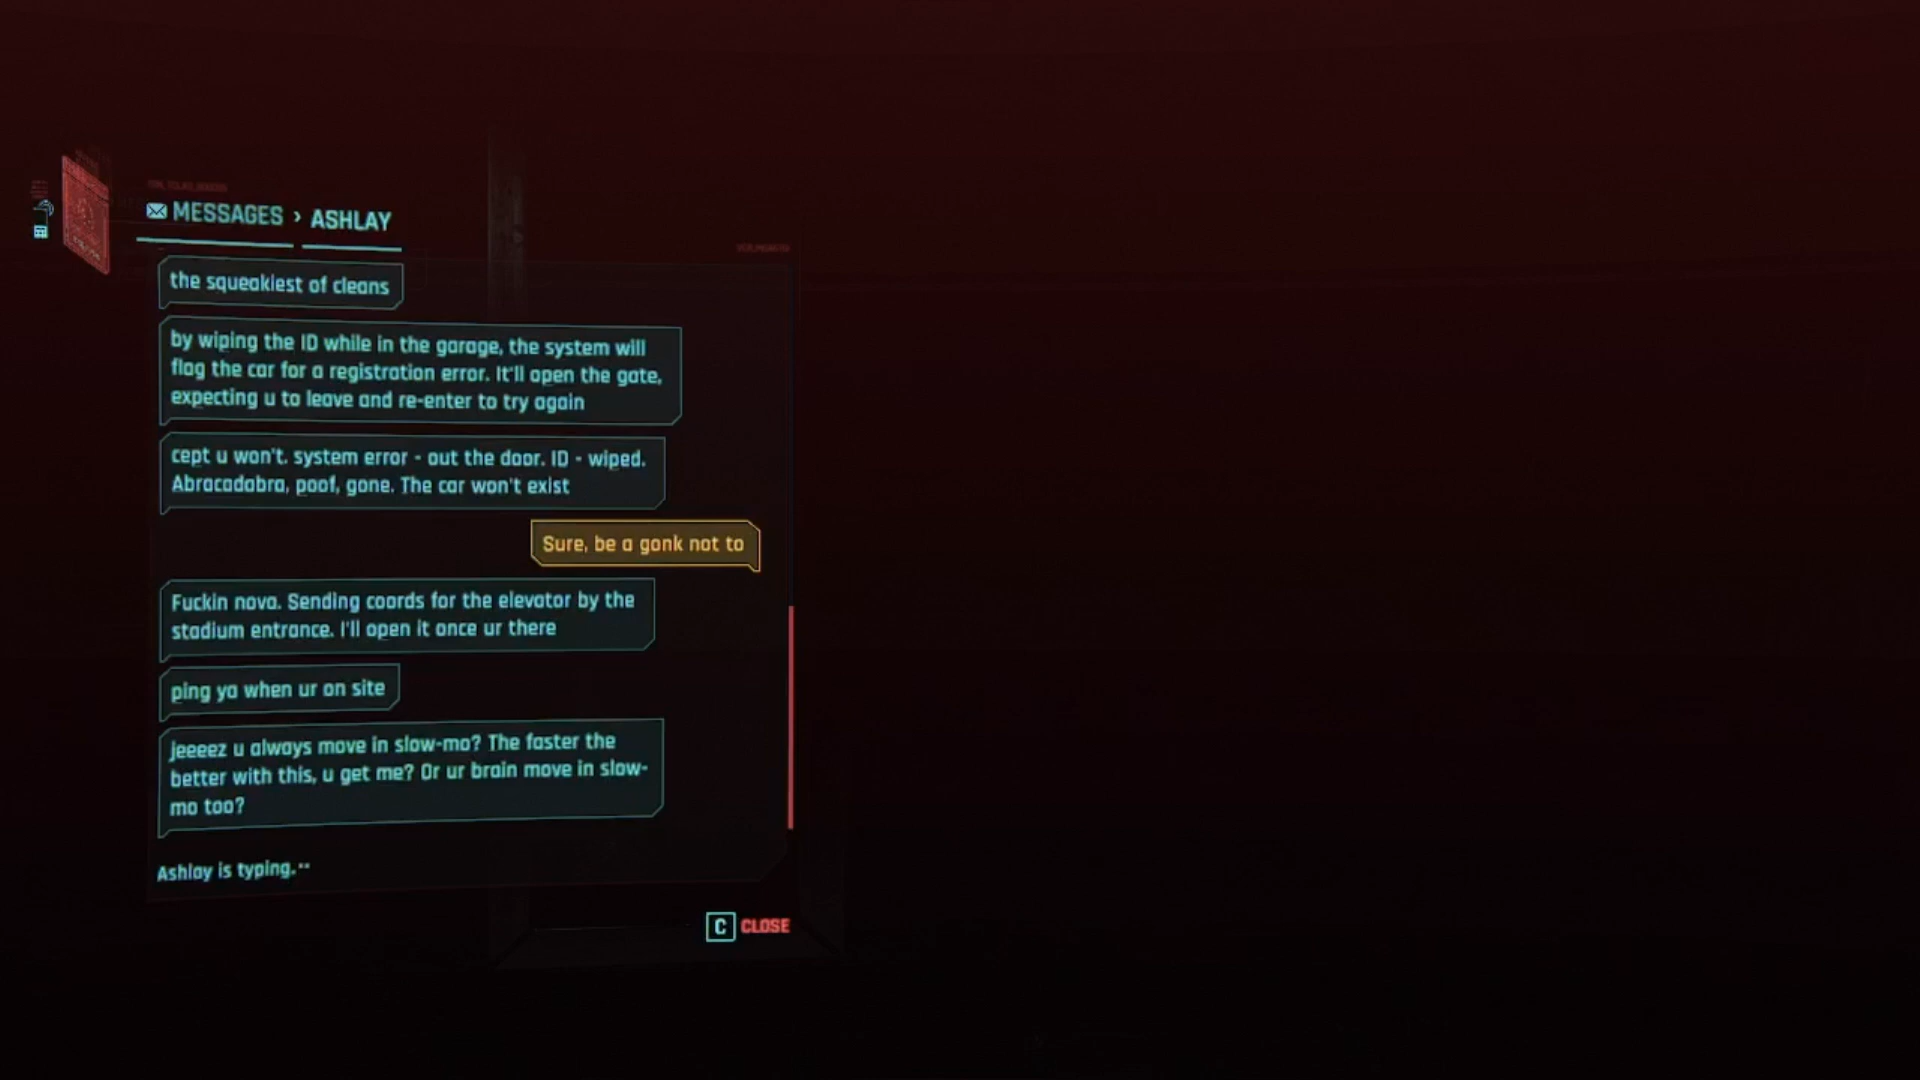 MESSAGES › ASHLAY
the squeakiest of cleans
by wiping the ID while in the garage, the system will
flag the car for a registration error. It'll open the gate,
expecting u to leave and re-enter to try again
cept u won't. system error - out the door. ID - wiped.
Abracadabra, poof, gone. The car won't exist
Sure, be a gonk not to
Fuckin nova. Sending coords for the elevator by the
stadium entrance. I'll open it once ur there
ping ya when ur on site
jeeeez u always move in slow-mo? The faster the
better with this, u get me? Or ur brain move in slow-
mo too?
Ashlay is typing...
C CLOSE